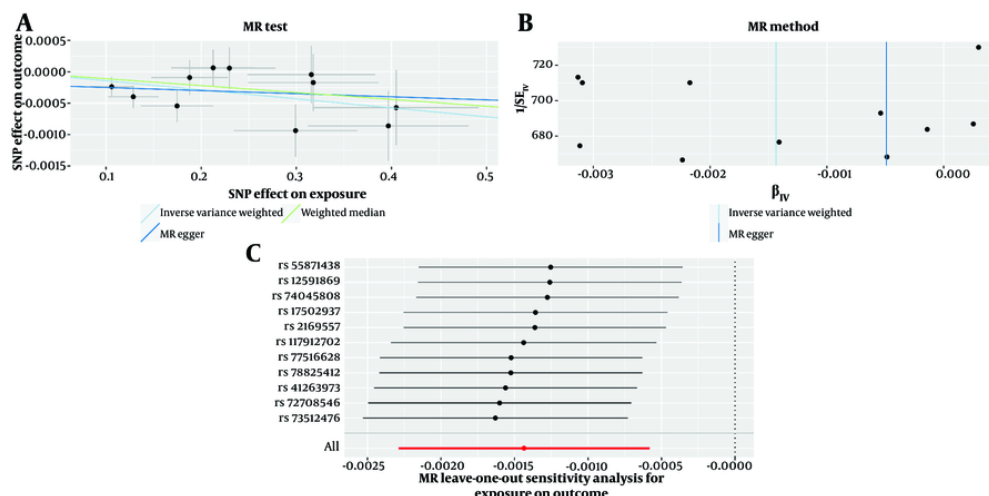 A
MR test
SNP effect on outcome
0.0005
0.0000
-0.0005
-0.0010
-0.0015
0.1 0.2 0.3 0.4 0.5
SNP effect on exposure
Inverse variance weighted
Weighted median
MR egger
B
MR method
1/SE_IV
720
700
680
-0.003 -0.002 -0.001 0.000
β_IV
Inverse variance weighted
MR egger
C
rs 55871438
rs 12591869
rs 74045808
rs 17502937
rs 2169557
rs 117912702
rs 77516628
rs 78825412
rs 41263973
rs 72708546
rs 73512476
All
-0.0025 -0.0020 -0.0015 -0.0010 -0.0005 -0.0000
MR leave-one-out sensitivity analysis for
exposure on outcome